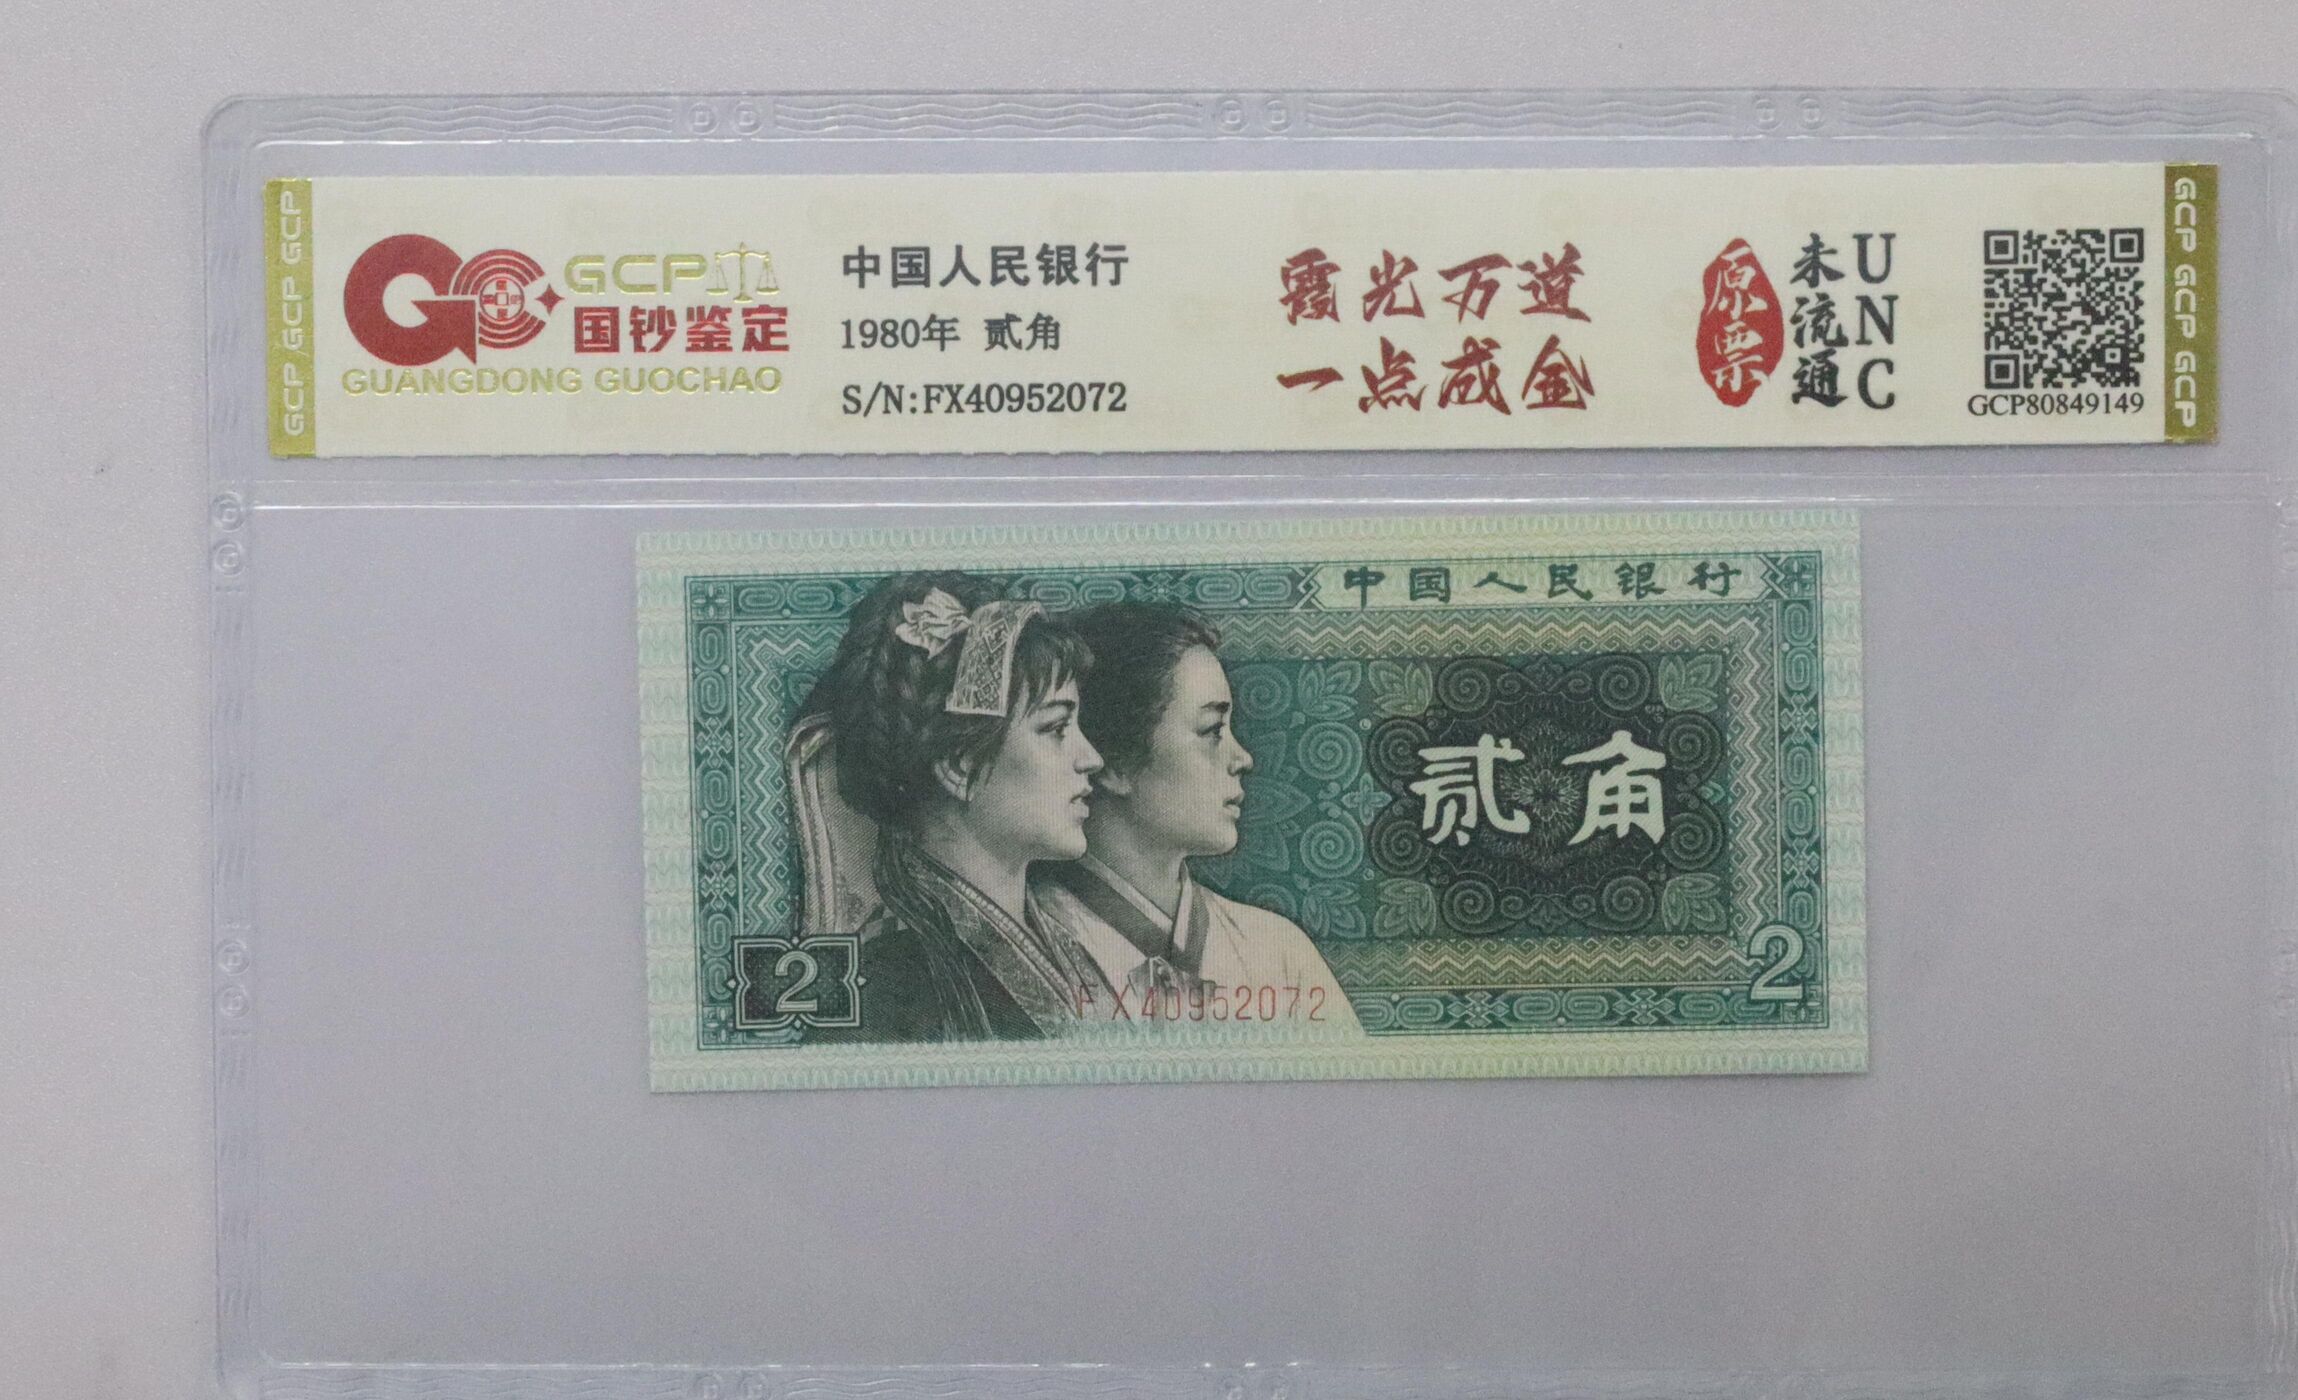 GCP GCP GCP
GCP
国钞鉴定
GUANGDONG GUOCHAO
中国人民银行
1980年 贰角
S/N:FX40952072
霞光万道
一点成金
原票
未流通
UNC
GCP80849149
GCP GCP GCP
中国人民银行
贰角
2
2
FX40952072